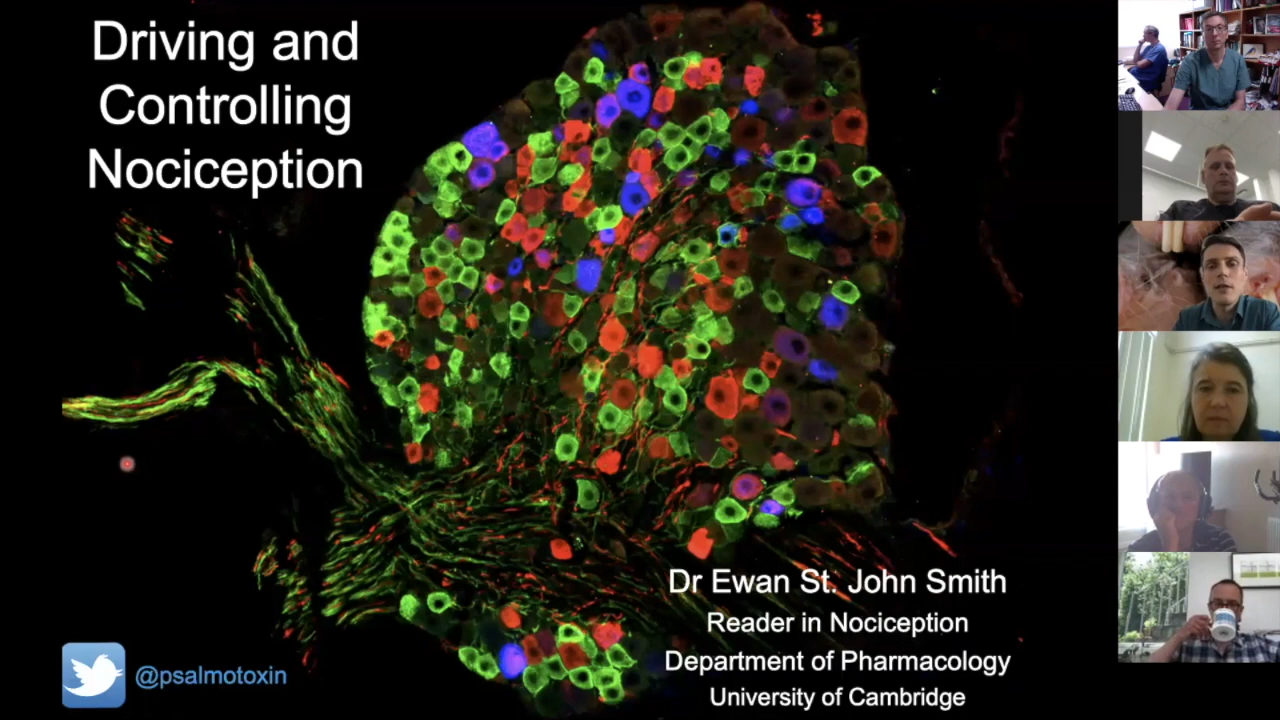 Driving and
Controlling
Nociception
Dr Ewan St. John Smith
Reader in Nociception
Department of Pharmacology
University of Cambridge
@psalmotoxin